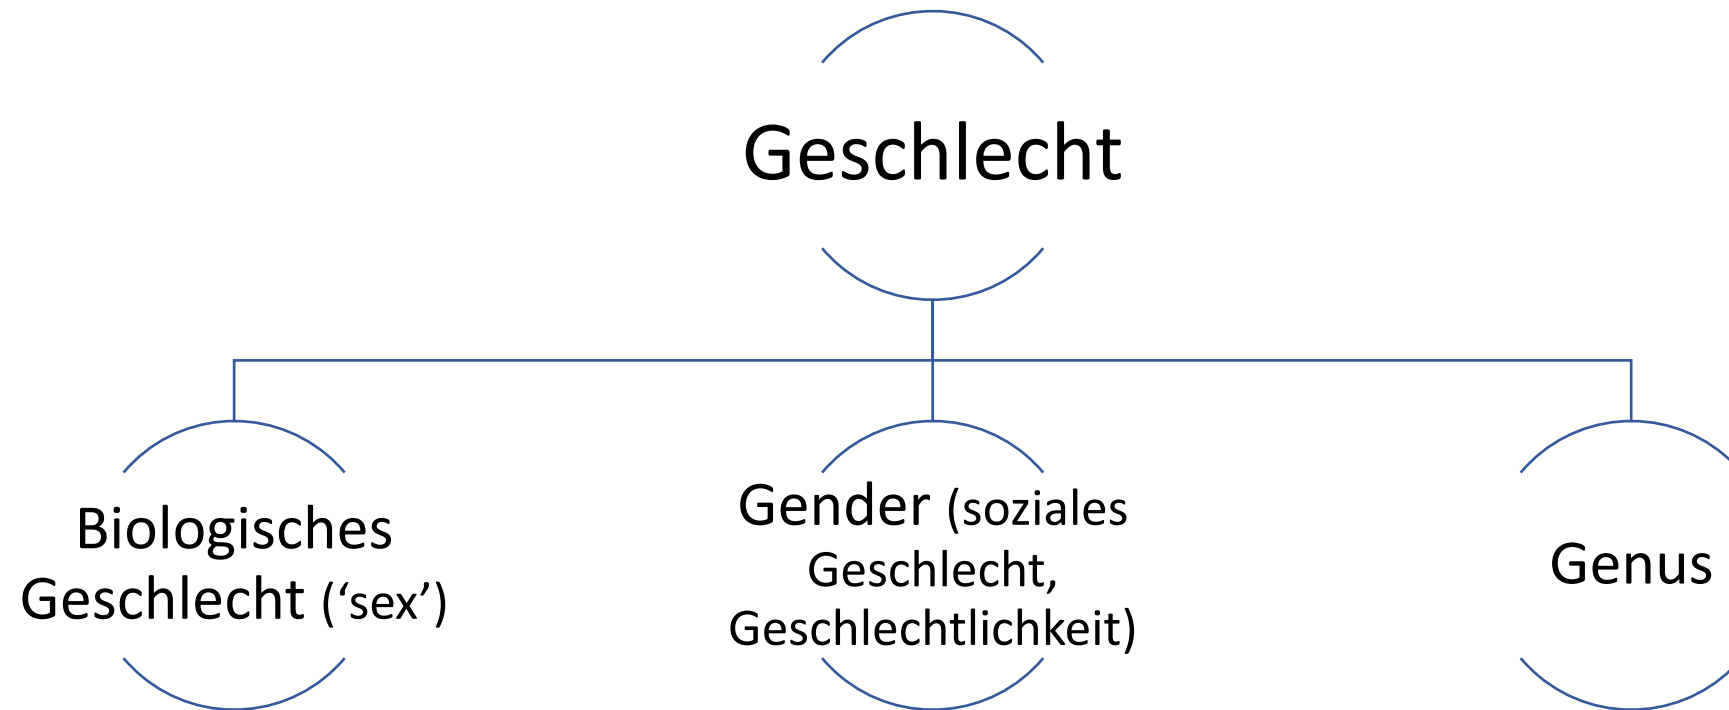 Geschlecht
Biologisches
Geschlecht (‘sex’)
Gender (soziales
Geschlecht,
Geschlechtlichkeit)
Genus